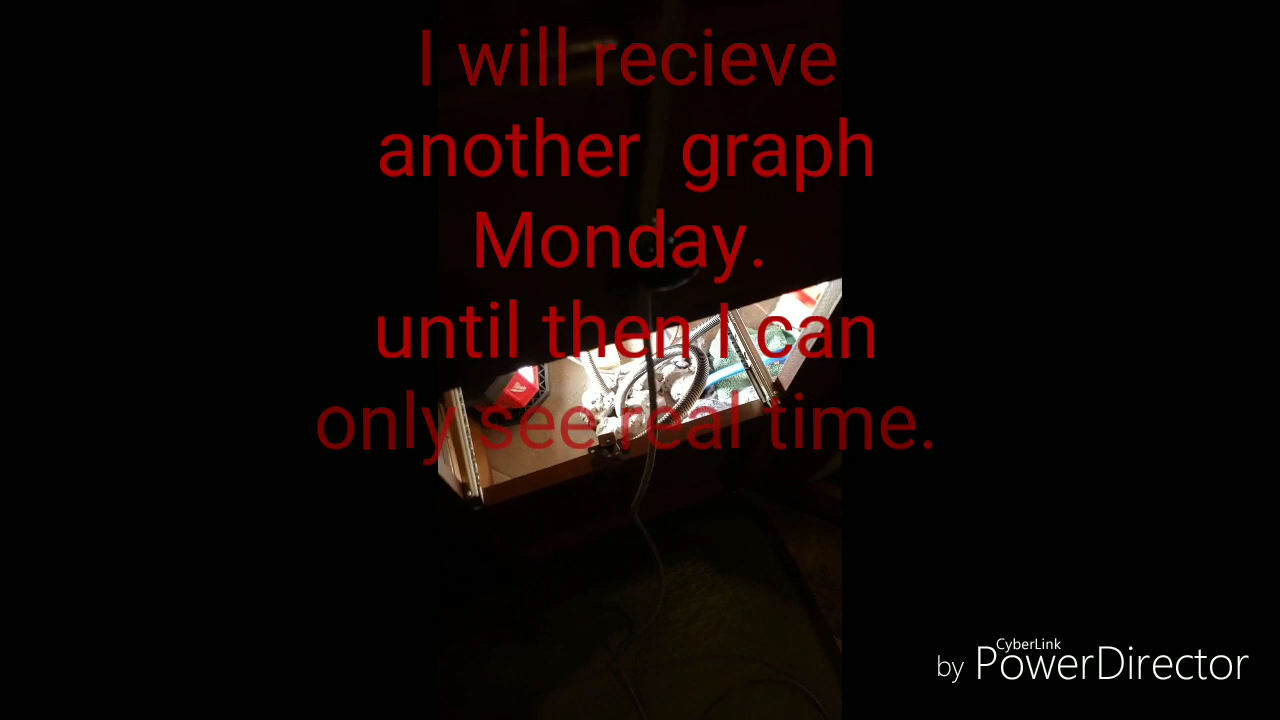 I will recieve
another graph
Monday.
until then I can
only see real time.
CyberLink
by PowerDirector